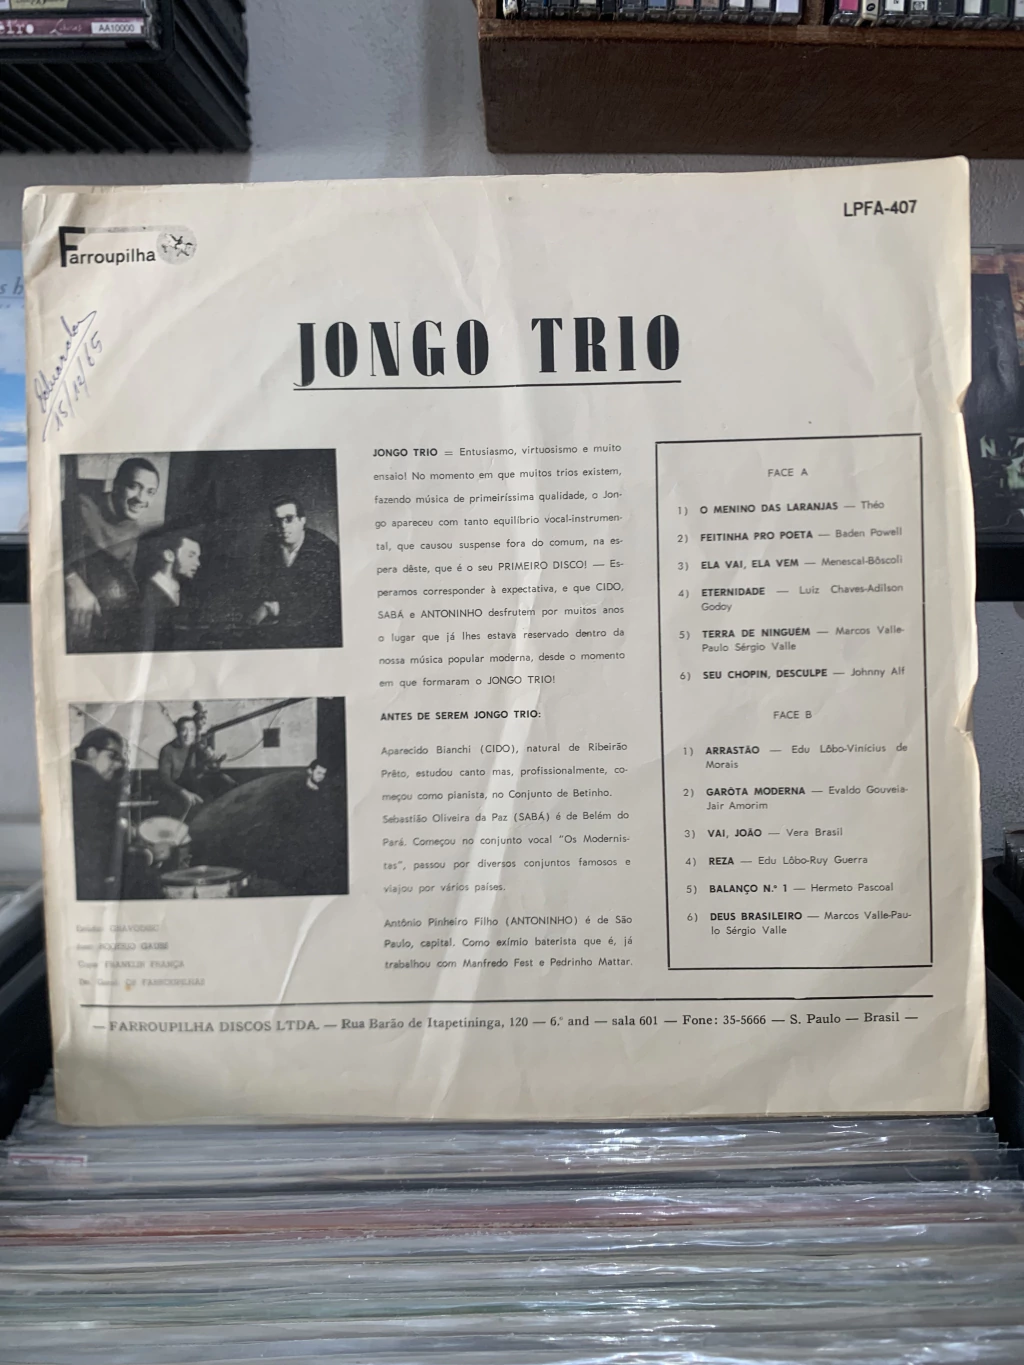 AA10000
LPFA-407
Farroupilha
15/12/65
JONGO TRIO
JONGO TRIO = Entusiasmo, virtuosismo e muito
ensaio! No momento em que muitos trios existem,
fazendo música de primeiríssima qualidade, o Jon-
go apareceu com tanto equilíbrio vocal-instrumen-
tal, que causou suspense fora do comum, na es-
pera dêste, que é o seu PRIMEIRO DISCO! — Es-
peramos corresponder à expectativa, e que CIDO,
SABÁ e ANTONINHO desfrutem por muitos anos
o lugar que já lhes estava reservado dentro da
nossa música popular moderna, desde o momento
em que formaram o JONGO TRIO!
ANTES DE SEREM JONGO TRIO:
Aparecido Bianchi (CIDO), natural de Ribeirão
Prêto, estudou canto mas, profissionalmente, co-
meçou como pianista, no Conjunto de Betinho.
Sebastião Oliveira da Paz (SABÁ) é de Belém do
Pará. Começou no conjunto vocal "Os Modernis-
tas", passou por diversos conjuntos famosos e
viajou por vários países.
Antônio Pinheiro Filho (ANTONINHO) é de São
Paulo, capital. Como exímio baterista que é, já
trabalhou com Manfredo Fest e Pedrinho Mattar.
FACE A
1) O MENINO DAS LARANJAS — Théo
2) FEITINHA PRO POETA — Baden Powell
3) ELA VAI, ELA VEM — Menescal-Bôscoli
4) ETERNIDADE — Luiz Chaves-Adilson
Godoy
5) TERRA DE NINGUÉM — Marcos Valle-
Paulo Sérgio Valle
6) SEU CHOPIN, DESCULPE — Johnny Alf
FACE B
1) ARRASTÃO — Edu Lôbo-Vinícius de
Morais
2) GARÔTA MODERNA — Evaldo Gouveia-
Jair Amorim
3) VAI, JOÃO — Vera Brasil
4) REZA — Edu Lôbo-Ruy Guerra
5) BALANÇO N.º 1 — Hermeto Pascoal
6) DEUS BRASILEIRO — Marcos Valle-Pau-
lo Sérgio Valle
ROGÉRIO GAUSS
FRANKLIN FRANÇA
— FARROUPILHA DISCOS LTDA. — Rua Barão de Itapetininga, 120 — 6.º and — sala 601 — Fone: 35-5666 — S. Paulo — Brasil —